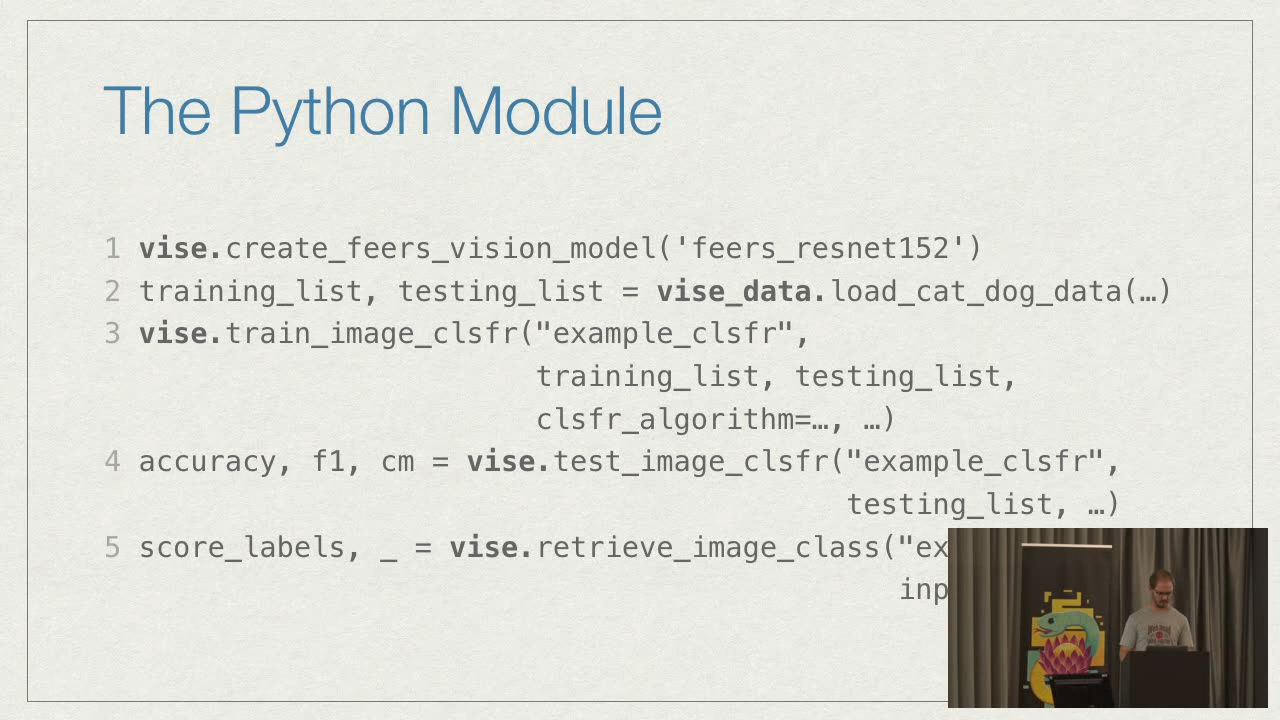 The Python Module
1 vise.create_feers_vision_model('feers_resnet152')
2 training_list, testing_list = vise_data.load_cat_dog_data(…)
3 vise.train_image_clsfr("example_clsfr",
training_list, testing_list,
clsfr_algorithm=…, …)
4 accuracy, f1, cm = vise.test_image_clsfr("example_clsfr",
testing_list, …)
5 score_labels, _ = vise.retrieve_image_class("ex
inp